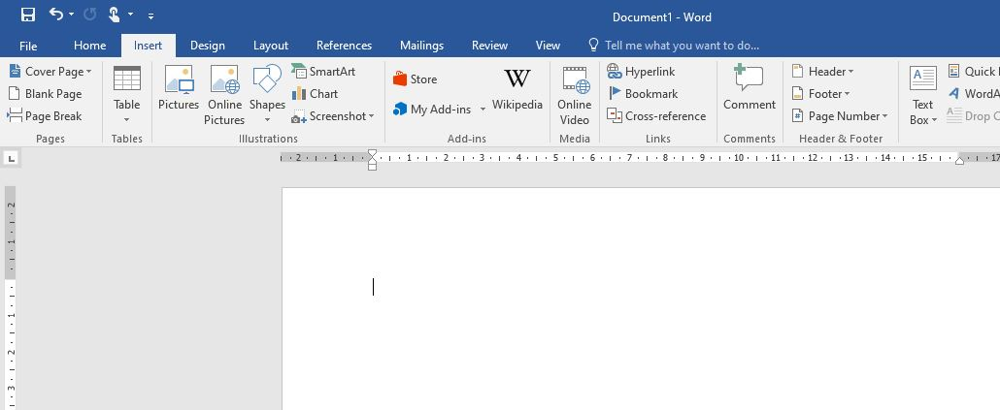 Document1 - Word
File Home Insert Design Layout References Mailings Review View Tell me what you want to do...
Cover Page
Blank Page
Page Break
Pages
Table
Tables
Pictures
Online
Pictures
Shapes
SmartArt
Chart
Screenshot
Illustrations
Store
My Add-ins
W
Wikipedia
Add-ins
Online
Video
Media
Hyperlink
Bookmark
Cross-reference
Links
Comment
Comments
Header
Footer
Page Number
Header & Footer
A
Text
Box
Quick
A WordA
A Drop C
L
2 1 1 2 3 4 5 6 7 8 9 10 11 12 13 14 15 17
2
1
1
2
3